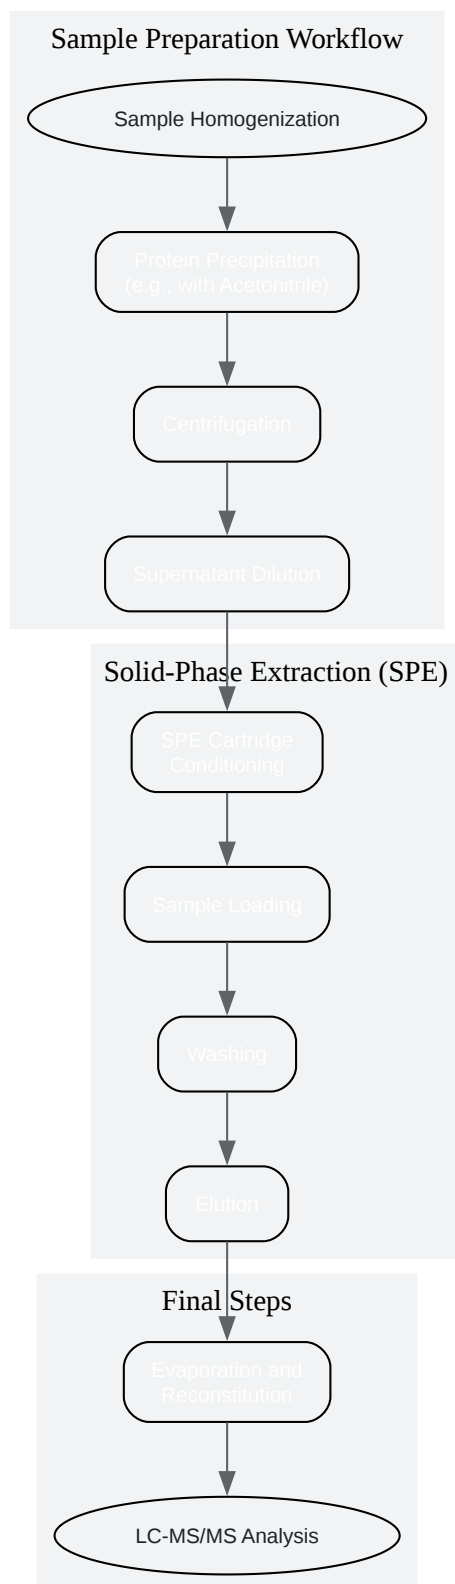 Sample Preparation Workflow
Sample Homogenization
Protein Precipitation
(e.g., with Acetonitrile)
Centrifugation
Supernatant Dilution
Solid-Phase Extraction (SPE)
SPE Cartridge
Conditioning
Sample Loading
Washing
Elution
Final Steps
Evaporation and
Reconstitution
LC-MS/MS Analysis